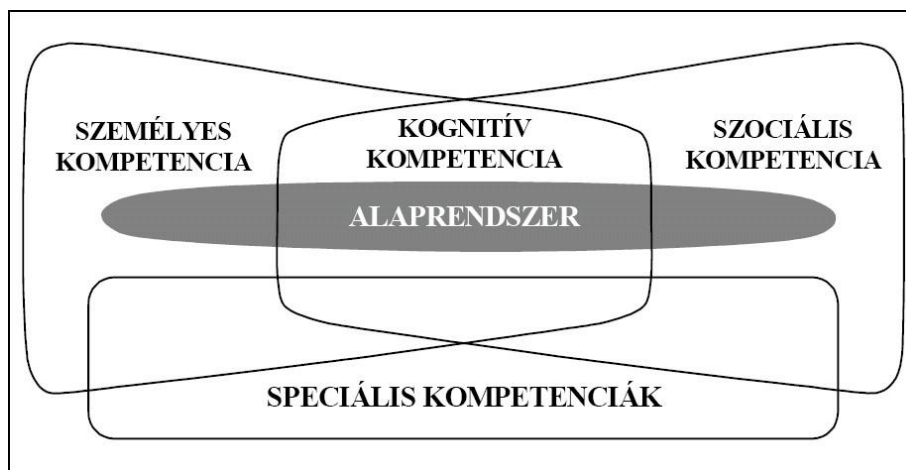 SZEMÉLYES
KOMPETENCIA
KOGNITÍV
KOMPETENCIA
SZOCIÁLIS
KOMPETENCIA
ALAPRENDSZER
SPECIÁLIS KOMPETENCIÁK